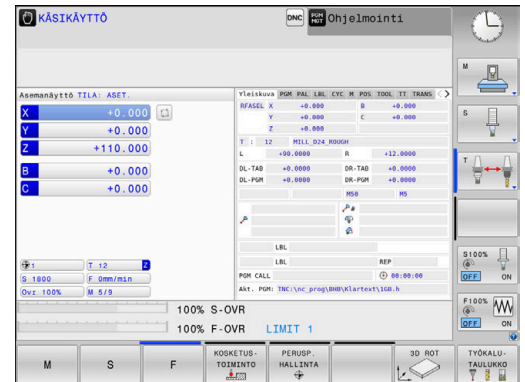 KÄSIKÄYTTÖ
DNC PGM MDT Ohjelmointi
Asemanäyttö TILA: ASET.
X +0.000
Y +0.000
Z +110.000
B +0.000
C +0.000
1 T 12 Z
S 1800 F 0mm/min
Ovr 100% M 5/9
Yleiskuva PGM PAL LBL CYC M POS TOOL TT TRANS
RFASEL X +0.000 B +0.000
Y +0.000 C +0.000
Z +0.000
T : 12 MILL_D24_ROUGH
L +90.0000 R +12.0000
DL-TAB +0.0000 DR-TAB +0.0000
DL-PGM +0.0000 DR-PGM +0.0000
M50 M5
P
LBL
LBL REP
PGM CALL 00:00:00
Akt. PGM: TNC:\nc_prog\BHB\Klartext\1GB.h
100% S-OVR
100% F-OVR LIMIT 1
M
S
F
KOSKETUS-
TOIMINTO
PERUSP.
HALLINTA
3D ROT
TYÖKALU-
TAULUKKO
M
S
T
S100%
OFF ON
F100% WW
OFF ON